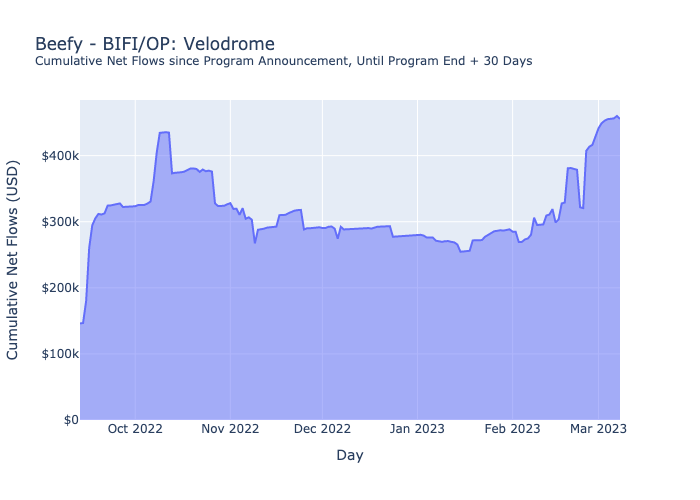 Beefy - BIFI/OP: Velodrome
Cumulative Net Flows since Program Announcement, Until Program End + 30 Days
Cumulative Net Flows (USD)
$400k
$300k
$200k
$100k
$0
Oct 2022 Nov 2022 Dec 2022 Jan 2023 Feb 2023 Mar 2023
Day